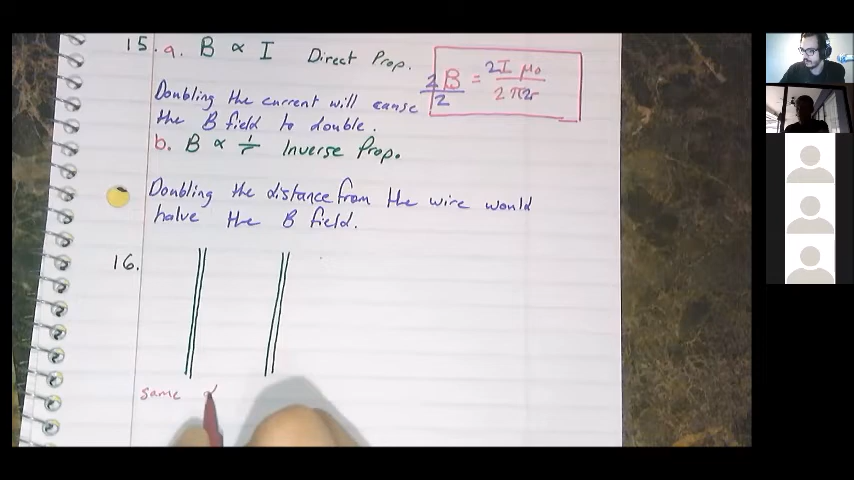 15. a. B ∝ I Direct Prop.
2B/2 = 2I μ₀ / 2πr
Doubling the current will cause
the B field to double.
b. B ∝ 1/r Inverse Prop.
Doubling the distance from the wire would
halve the B field.
16.
same